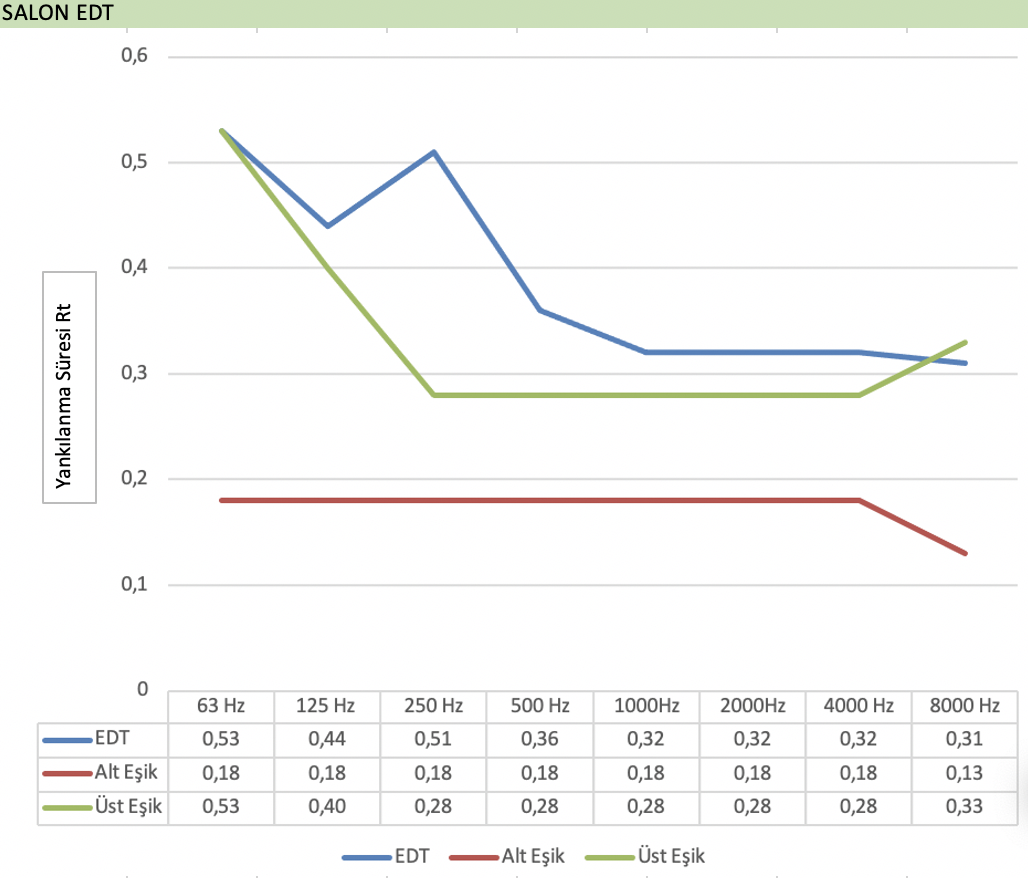 SALON EDT
0,6
0,5
0,4
0,3
0,2
0,1
0
Yankılanma Süresi Rt
63 Hz 125 Hz 250 Hz 500 Hz 1000Hz 2000Hz 4000 Hz 8000 Hz
EDT 0,53 0,44 0,51 0,36 0,32 0,32 0,32 0,31
Alt Eşik 0,18 0,18 0,18 0,18 0,18 0,18 0,18 0,13
Üst Eşik 0,53 0,40 0,28 0,28 0,28 0,28 0,28 0,33
EDT Alt Eşik Üst Eşik